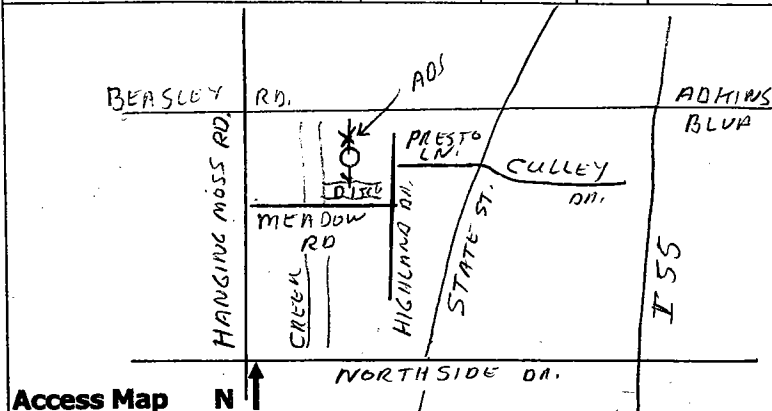 ADS
BEASLEY RD.
ADKINS
BLVD
PRESTO
LN.
CULLEY
DR.
DITCH
MEADOW
RD
HANGING MOSS RD.
CREEK
HIGHLAND DR.
STATE ST.
I 55
NORTHSIDE DR.
Access Map N